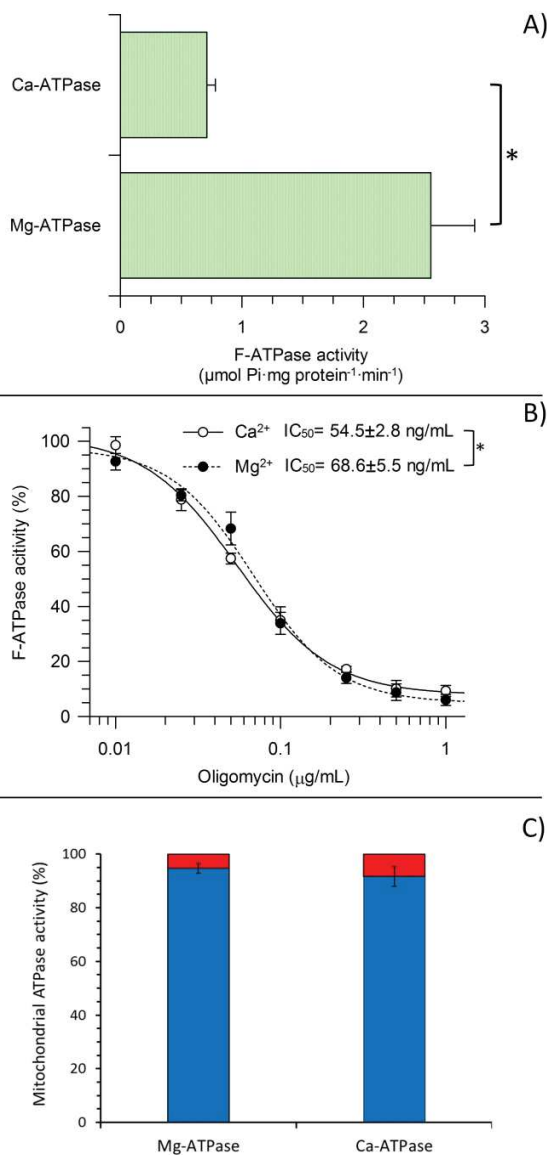 A)
Ca-ATPase
*
Mg-ATPase
0 1 2 3
F-ATPase activity
(µmol Pi·mg protein⁻¹·min⁻¹)
B)
Ca²⁺ IC₅₀= 54.5±2.8 ng/mL
Mg²⁺ IC₅₀= 68.6±5.5 ng/mL
*
F-ATPase acitivity (%)
100
80
60
40
20
0
0.01 0.1 1
Oligomycin (µg/mL)
C)
Mitochondrial ATPase activity (%)
100
80
60
40
20
0
Mg-ATPase Ca-ATPase